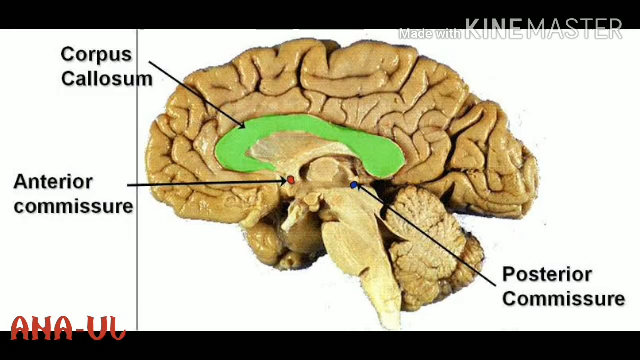 Made with KINEMASTER
Corpus
Callosum
Anterior
commissure
Posterior
Commissure
ANA-UL